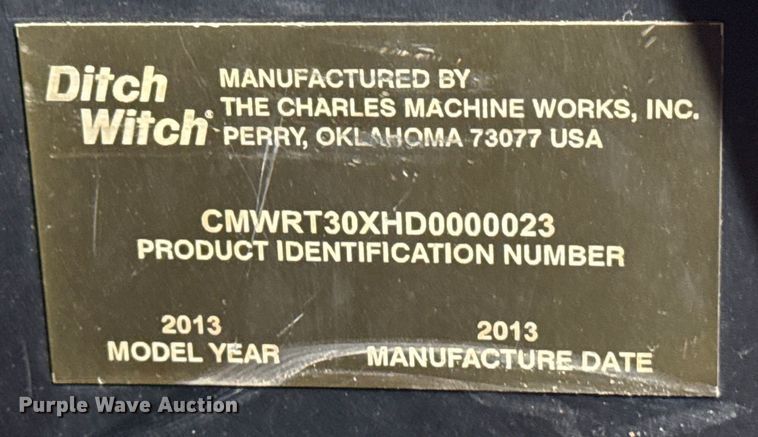 Ditch
Witch®
MANUFACTURED BY
THE CHARLES MACHINE WORKS, INC.
PERRY, OKLAHOMA 73077 USA
CMWRT30XHD0000023
PRODUCT IDENTIFICATION NUMBER
2013
MODEL YEAR
2013
MANUFACTURE DATE
Purple Wave Auction